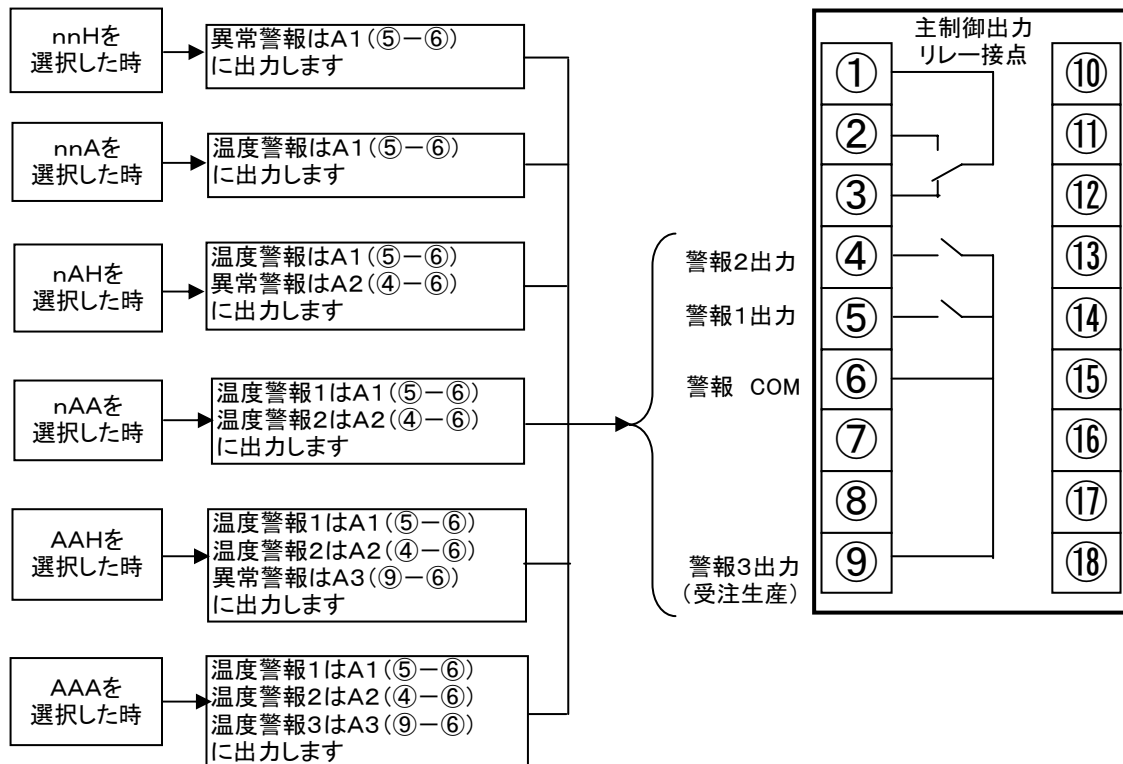 nnHを
選択した時
異常警報はA1(⑤－⑥)
に出力します
nnAを
選択した時
温度警報はA1(⑤－⑥)
に出力します
nAHを
選択した時
温度警報はA1(⑤－⑥)
異常警報はA2(④－⑥)
に出力します
nAAを
選択した時
温度警報1はA1(⑤－⑥)
温度警報2はA2(④－⑥)
に出力します
AAHを
選択した時
温度警報1はA1(⑤－⑥)
温度警報2はA2(④－⑥)
異常警報はA3(⑨－⑥)
に出力します
AAAを
選択した時
温度警報1はA1(⑤－⑥)
温度警報2はA2(④－⑥)
温度警報3はA3(⑨－⑥)
に出力します
警報2出力
警報1出力
警報 COM
警報3出力
(受注生産)
主制御出力
リレー接点
①
②
③
④
⑤
⑥
⑦
⑧
⑨
⑩
⑪
⑫
⑬
⑭
⑮
⑯
⑰
⑱